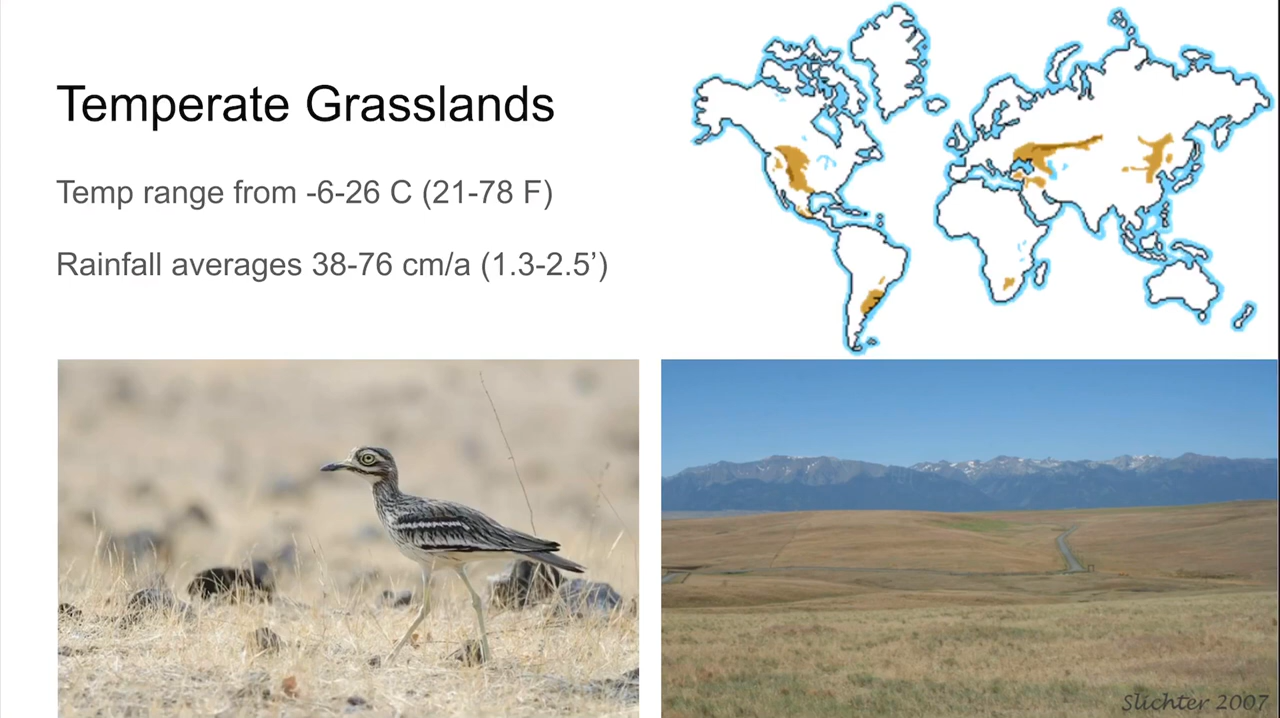 Temperate Grasslands
Temp range from -6-26 C (21-78 F)
Rainfall averages 38-76 cm/a (1.3-2.5’)
Slichter 2007